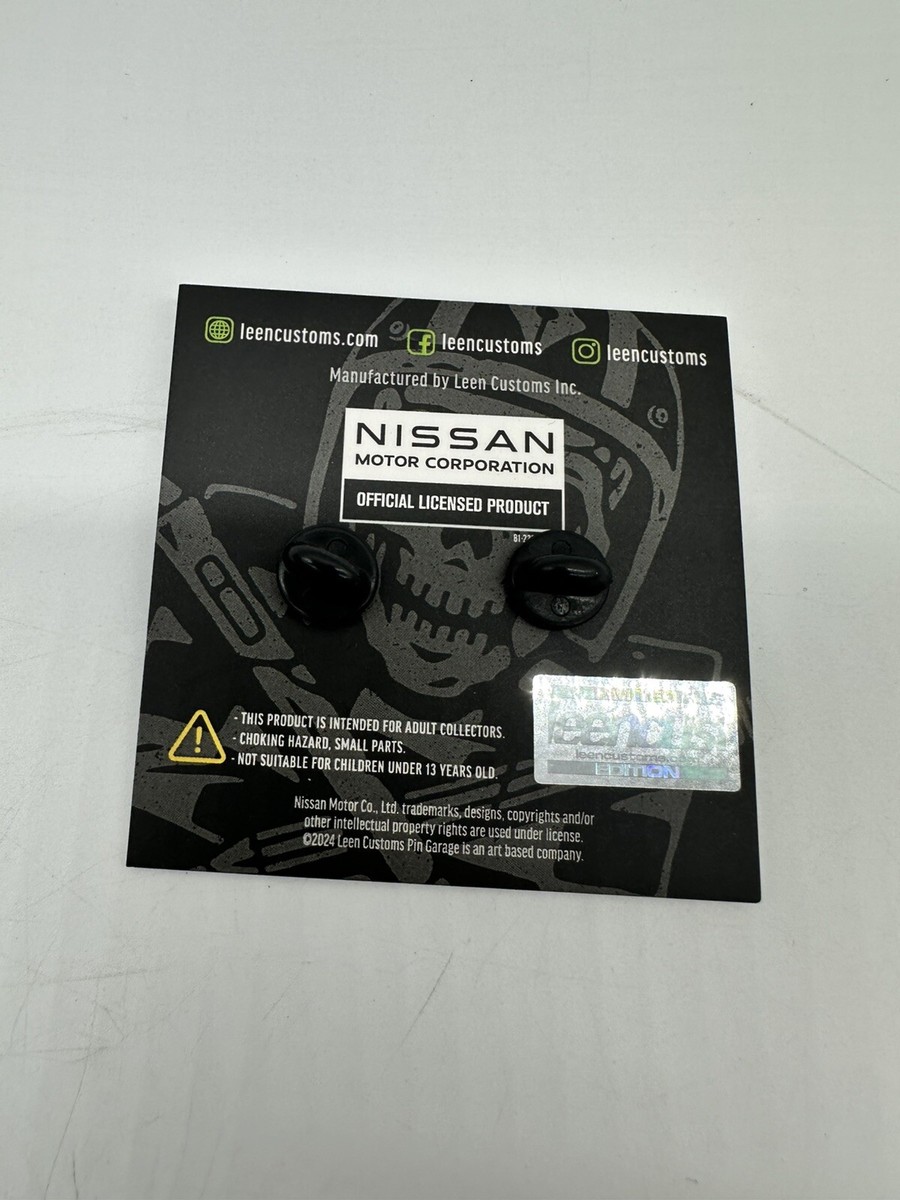 leencustoms.com
leencustoms
leencustoms
Manufactured by Leen Customs Inc.
NISSAN
MOTOR CORPORATION
OFFICIAL LICENSED PRODUCT
- THIS PRODUCT IS INTENDED FOR ADULT COLLECTORS.
- CHOKING HAZARD, SMALL PARTS.
- NOT SUITABLE FOR CHILDREN UNDER 13 YEARS OLD.
LIMITED
EDITION
Nissan Motor Co., Ltd. trademarks, designs, copyrights and/or
other intellectual property rights are used under license.
©2024 Leen Customs Pin Garage is an art based company.